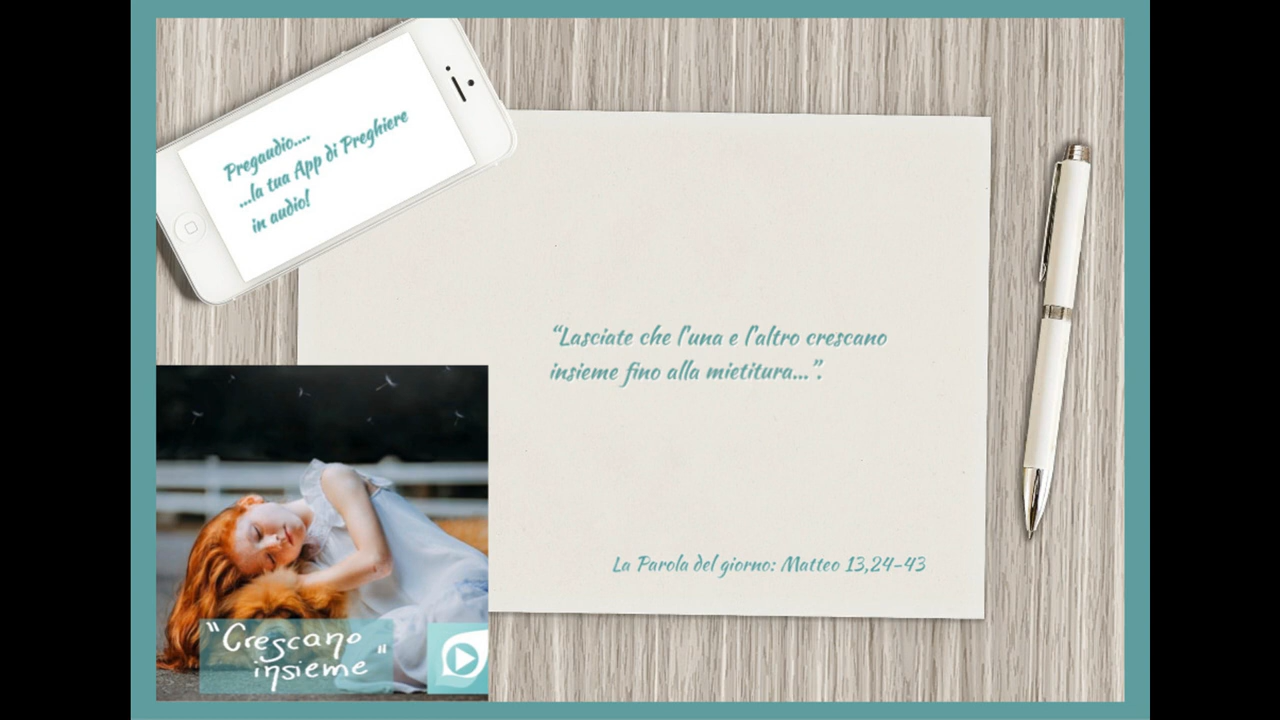 Pregaudio....
...la tua App di Preghiere
in audio!
“Lasciate che l'una e l'altro crescano
insieme fino alla mietitura...”.
La Parola del giorno: Matteo 13,24-43
"Crescano
insieme"